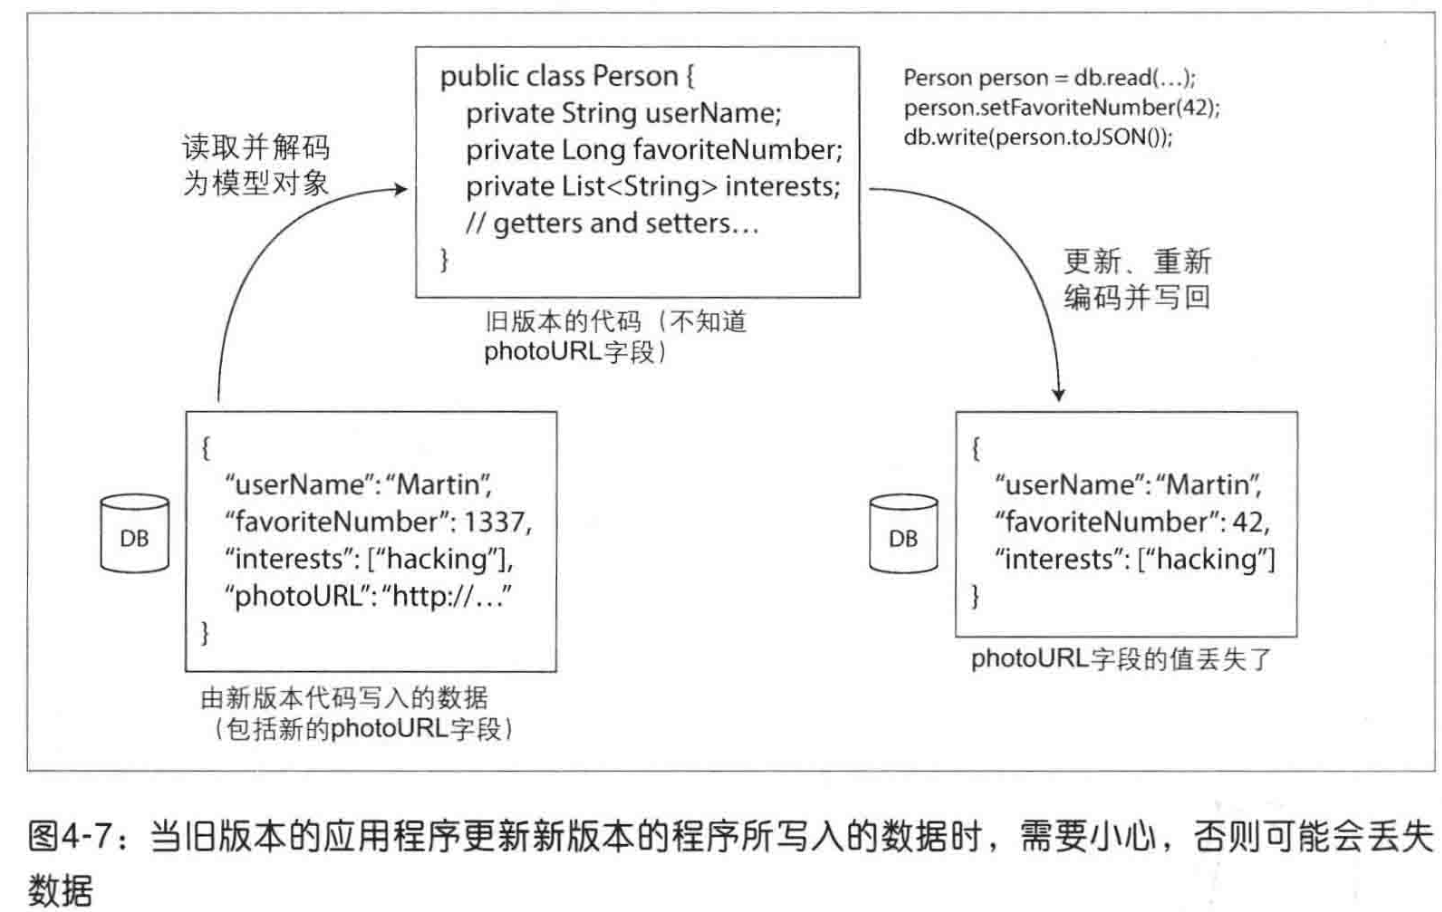 public class Person {
private String userName;
private Long favoriteNumber;
private List<String> interests;
// getters and setters…
}
Person person = db.read(…);
person.setFavoriteNumber(42);
db.write(person.toJSON());
读取并解码
为模型对象
旧版本的代码（不知道
photoURL字段）
更新、重新
编码并写回
DB
{
“userName”: “Martin”,
“favoriteNumber”: 1337,
“interests”: [“hacking”],
“photoURL”: “http://…”
}
由新版本代码写入的数据
（包括新的photoURL字段）
DB
{
“userName”: “Martin”,
“favoriteNumber”: 42,
“interests”: [“hacking”]
}
photoURL字段的值丢失了
图4-7：当旧版本的应用程序更新新版本的程序所写入的数据时，需要小心，否则可能会丢失
数据